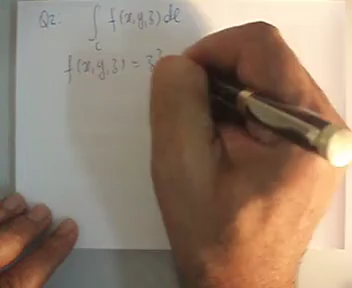 Q2: ∫_C f(x,y,z) dl
f(x,y,z) = z²